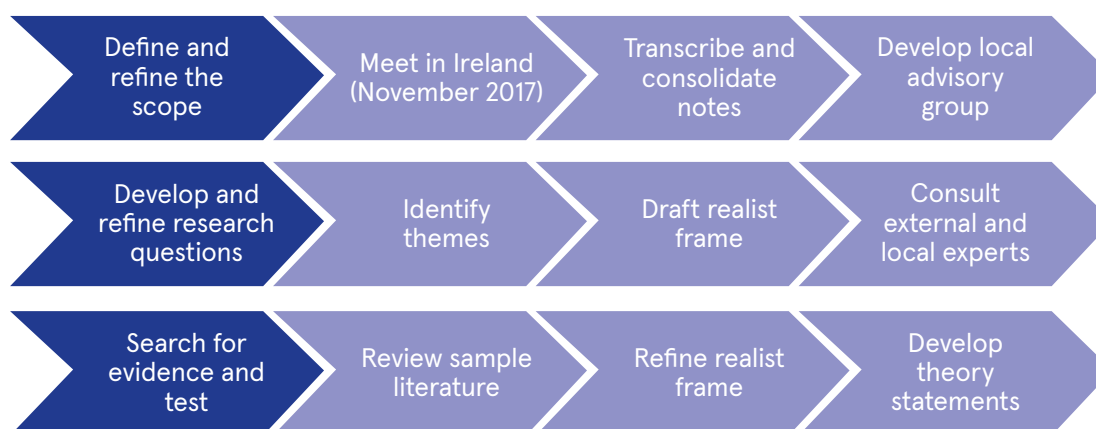 Define and
refine the
scope
Meet in Ireland
(November 2017)
Transcribe and
consolidate
notes
Develop local
advisory
group
Develop and
refine research
questions
Identify
themes
Draft realist
frame
Consult
external and
local experts
Search for
evidence and
test
Review sample
literature
Refine realist
frame
Develop
theory
statements